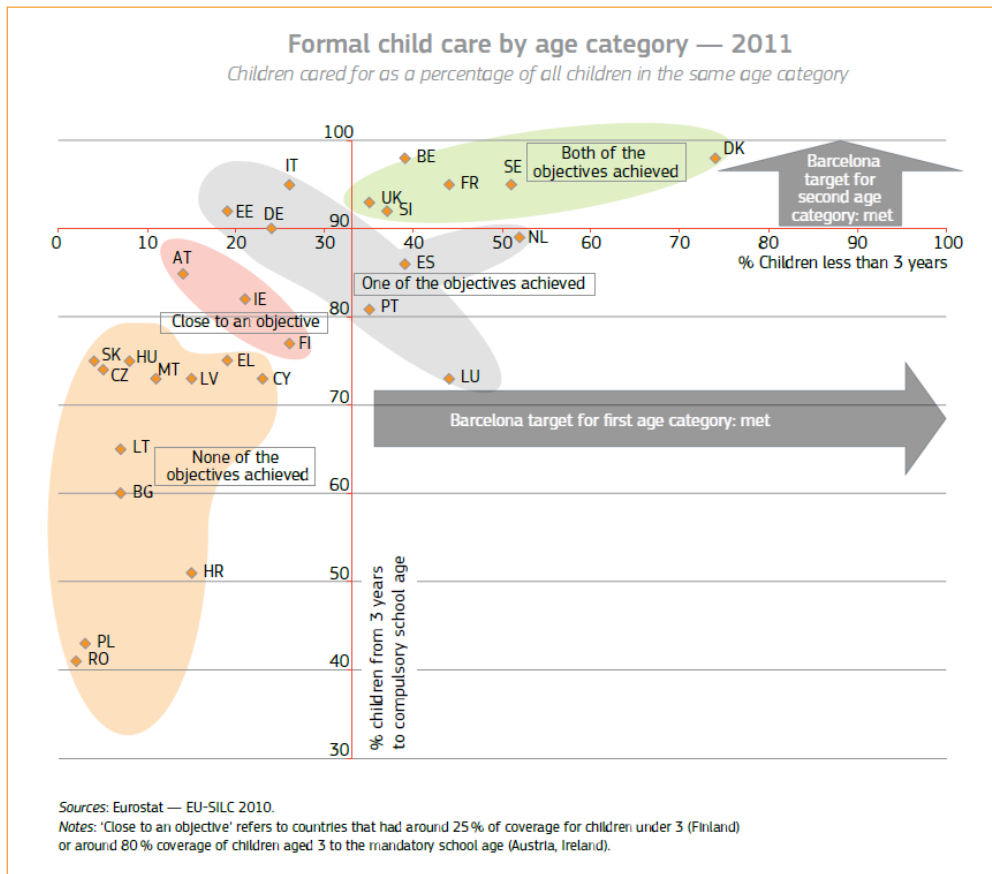 Formal child care by age category — 2011
Children cared for as a percentage of all children in the same age category
100
IT
BE
SE
DK
Both of the
objectives achieved
FR
Barcelona
target for
second age
category: met
UK
EE
DE
SI
90
0
10
20
30
40
50
60
70
80
90
100
NL
% Children less than 3 years
AT
ES
One of the objectives achieved
IE
PT
Close to an objective
80
FI
SK
HU
CZ
MT
LV
EL
CY
LU
70
Barcelona target for first age category: met
LT
None of the
objectives achieved
BG
60
HR
50
% children from 3 years
to compulsory school age
PL
RO
40
30
Sources: Eurostat — EU-SILC 2010.
Notes: ‘Close to an objective’ refers to countries that had around 25 % of coverage for children under 3 (Finland)
or around 80 % coverage of children aged 3 to the mandatory school age (Austria, Ireland).